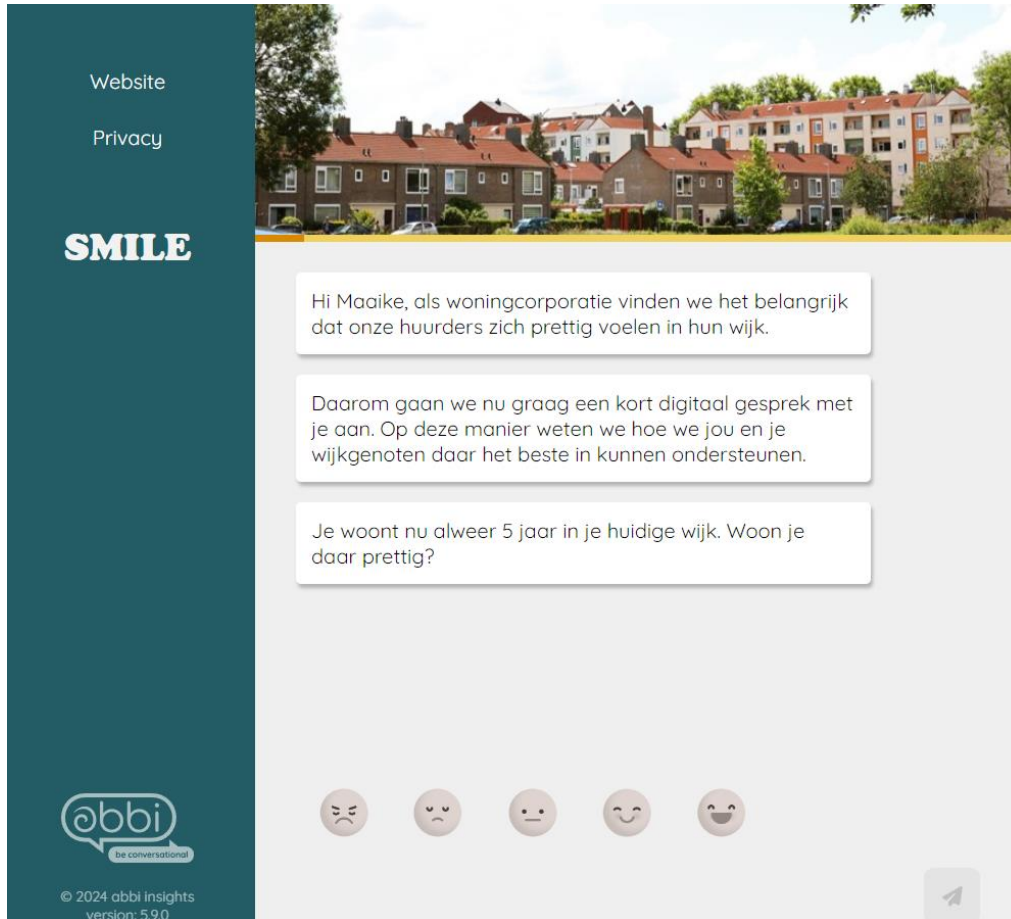 Website
Privacy
SMILE
Hi Maaike, als woningcorporatie vinden we het belangrijk
dat onze huurders zich prettig voelen in hun wijk.
Daarom gaan we nu graag een kort digitaal gesprek met
je aan. Op deze manier weten we hoe we jou en je
wijkgenoten daar het beste in kunnen ondersteunen.
Je woont nu alweer 5 jaar in je huidige wijk. Woon je
daar prettig?
abbi
be conversational
© 2024 abbi insights
version: 5.9.0